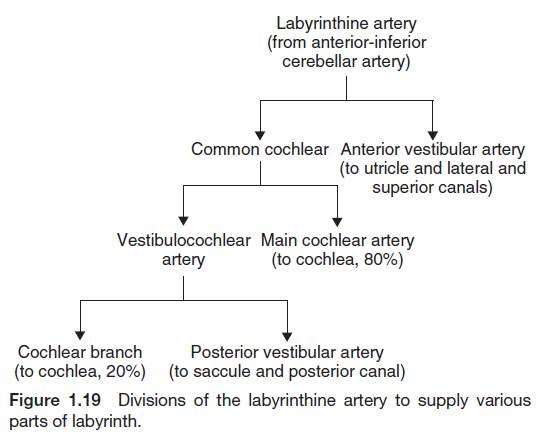 Labyrinthine artery
(from anterior-inferior
cerebellar artery)
Common cochlear
Anterior vestibular artery
(to utricle and lateral and
superior canals)
Vestibulocochlear
artery
Main cochlear artery
(to cochlea, 80%)
Cochlear branch
(to cochlea, 20%)
Posterior vestibular artery
(to saccule and posterior canal)
Figure 1.19 Divisions of the labyrinthine artery to supply various
parts of labyrinth.